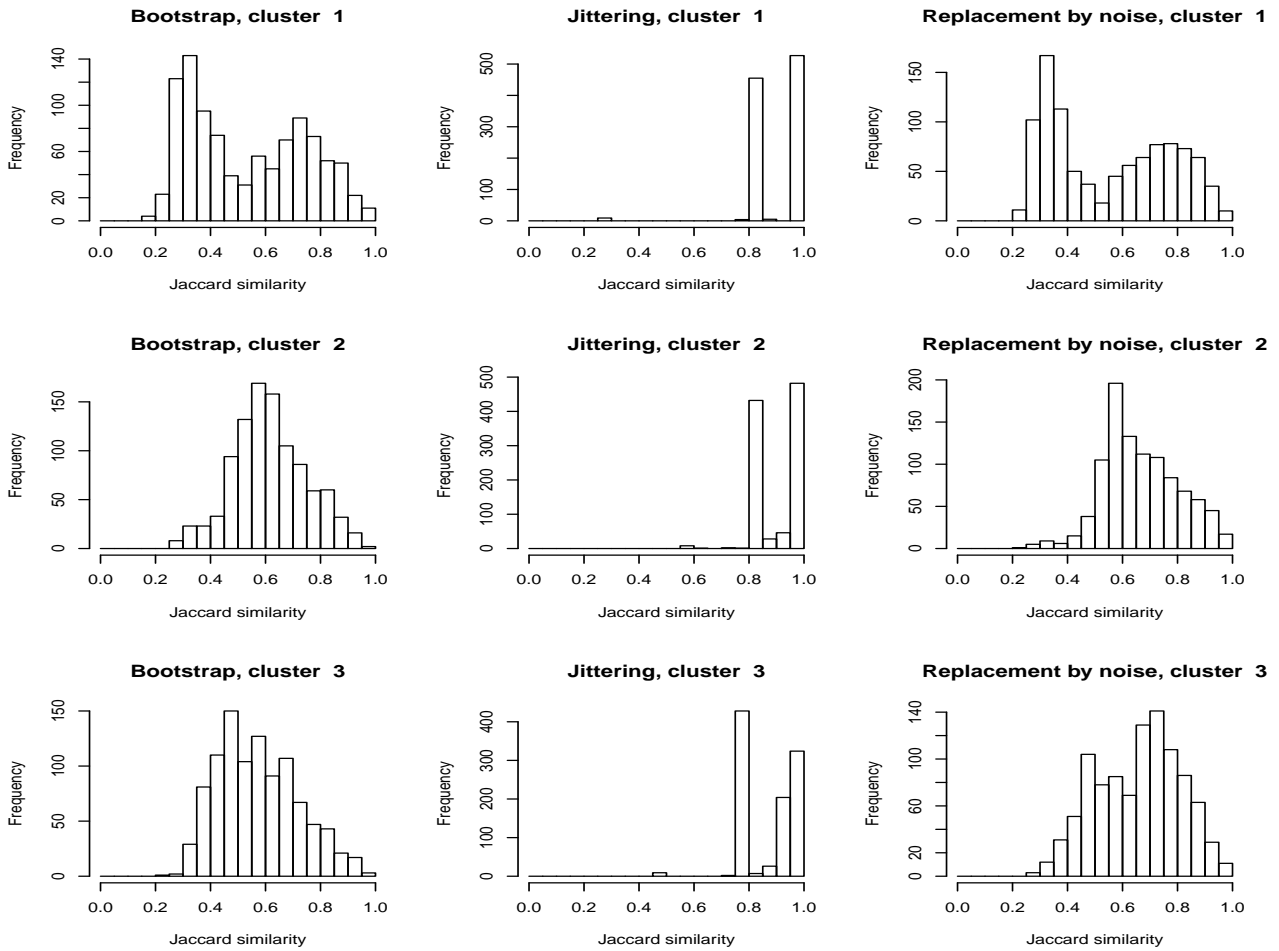 Bootstrap, cluster 1
Frequency
0 20 60 100 140
0.0 0.2 0.4 0.6 0.8 1.0
Jaccard similarity
Jittering, cluster 1
Frequency
0 100 300 500
0.0 0.2 0.4 0.6 0.8 1.0
Jaccard similarity
Replacement by noise, cluster 1
Frequency
0 50 100 150
0.0 0.2 0.4 0.6 0.8 1.0
Jaccard similarity
Bootstrap, cluster 2
Frequency
0 50 100 150
0.0 0.2 0.4 0.6 0.8 1.0
Jaccard similarity
Jittering, cluster 2
Frequency
0 100 200 300 400 500
0.0 0.2 0.4 0.6 0.8 1.0
Jaccard similarity
Replacement by noise, cluster 2
Frequency
0 50 100 150 200
0.0 0.2 0.4 0.6 0.8 1.0
Jaccard similarity
Bootstrap, cluster 3
Frequency
0 50 100 150
0.0 0.2 0.4 0.6 0.8 1.0
Jaccard similarity
Jittering, cluster 3
Frequency
0 100 200 300 400
0.0 0.2 0.4 0.6 0.8 1.0
Jaccard similarity
Replacement by noise, cluster 3
Frequency
0 20 60 100 140
0.0 0.2 0.4 0.6 0.8 1.0
Jaccard similarity